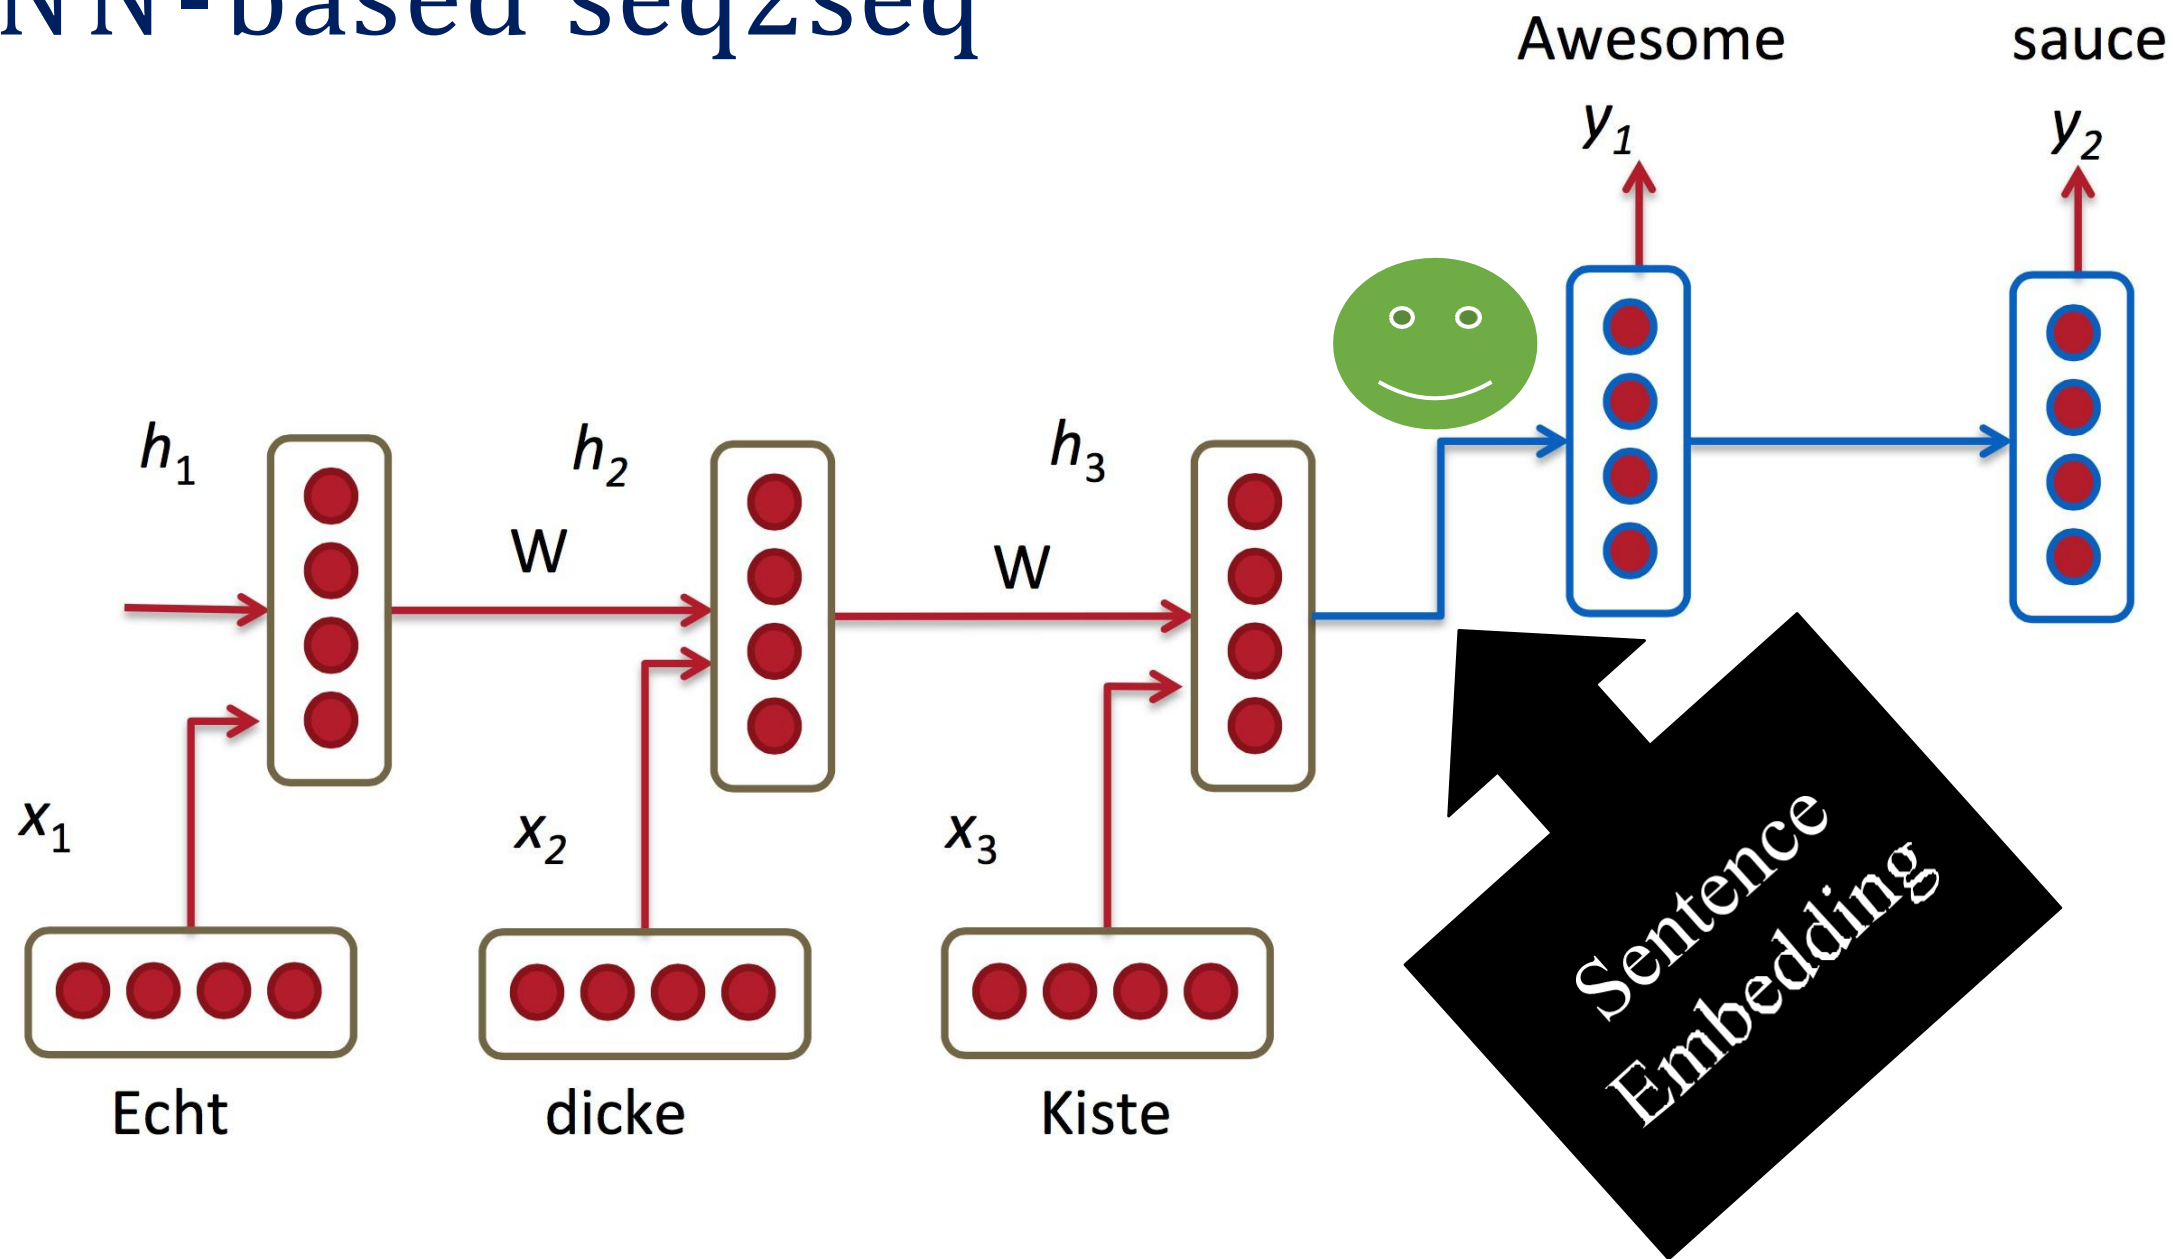 NN-based seq2seq
Awesome sauce
y1 y2
h1 h2 h3
W W
x1 x2 x3
Echt dicke Kiste
Sentence
Embedding